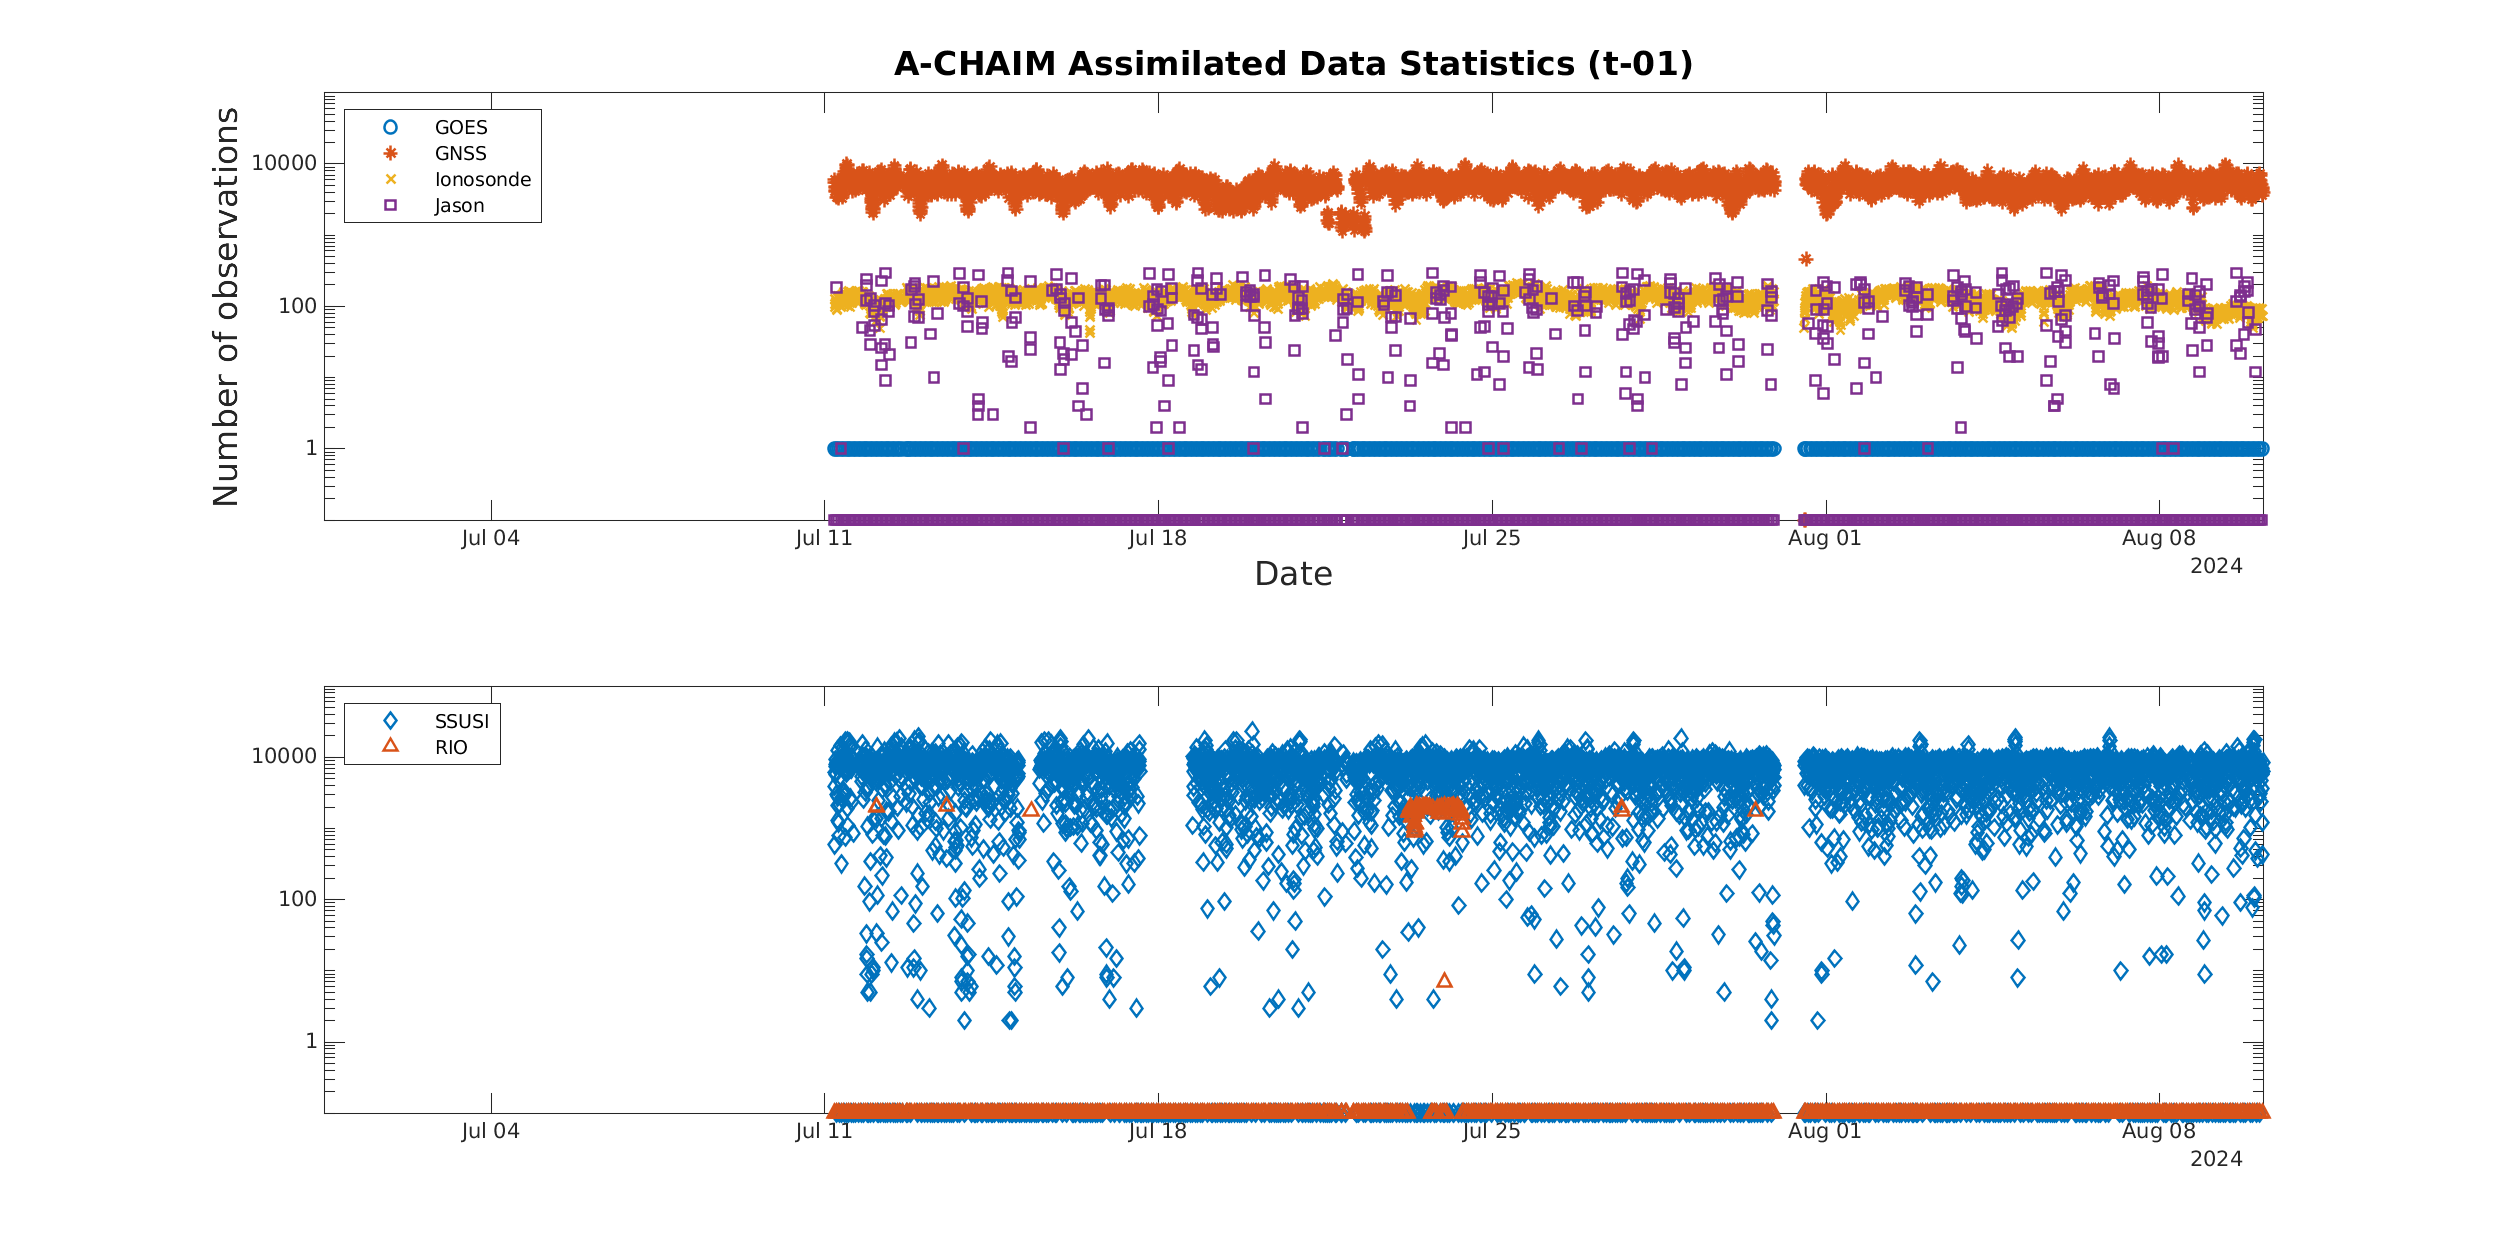 A-CHAIM Assimilated Data Statistics (t-01)
Number of observations
10000
100
1
GOES
GNSS
Ionosonde
Jason
Jul 04
Jul 11
Jul 18
Jul 25
Aug 01
Aug 08
2024
Date
10000
100
1
SSUSI
RIO
Jul 04
Jul 11
Jul 18
Jul 25
Aug 01
Aug 08
2024